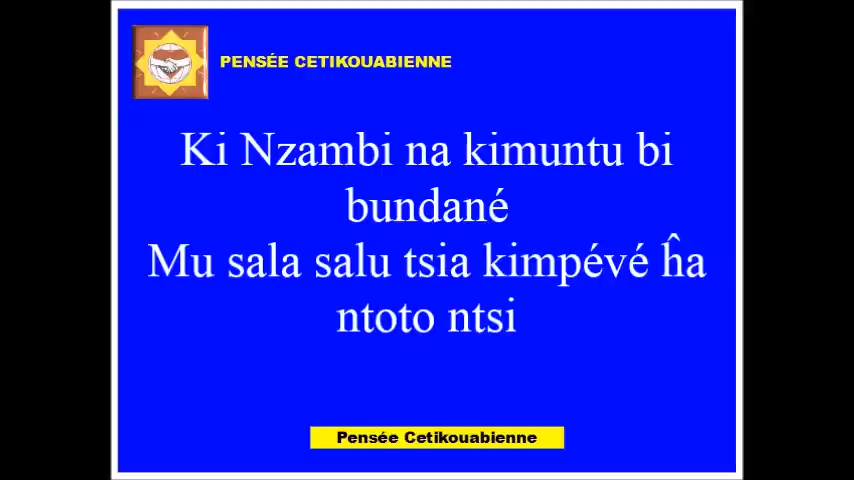 PENSÉE CETIKOUABIENNE
Ki Nzambi na kimuntu bi
bundané
Mu sala salu tsia kimpévé ĥa
ntoto ntsi
Pensée Cetikouabienne